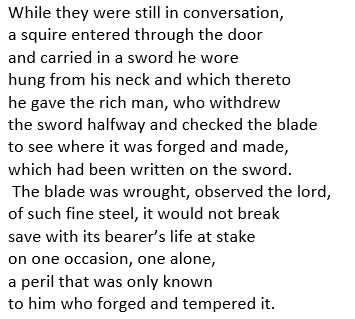 While they were still in conversation,
a squire entered through the door
and carried in a sword he wore
hung from his neck and which thereto
he gave the rich man, who withdrew
the sword halfway and checked the blade
to see where it was forged and made,
which had been written on the sword.
The blade was wrought, observed the lord,
of such fine steel, it would not break
save with its bearer’s life at stake
on one occasion, one alone,
a peril that was only known
to him who forged and tempered it.